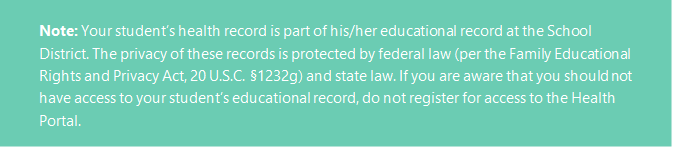 Note: Your student's health record is part of his/her educational record at the School
District. The privacy of these records is protected by federal law (per the Family Educational
Rights and Privacy Act, 20 U.S.C. §1232g) and state law. If you are aware that you should not
have access to your student's educational record, do not register for access to the Health
Portal.